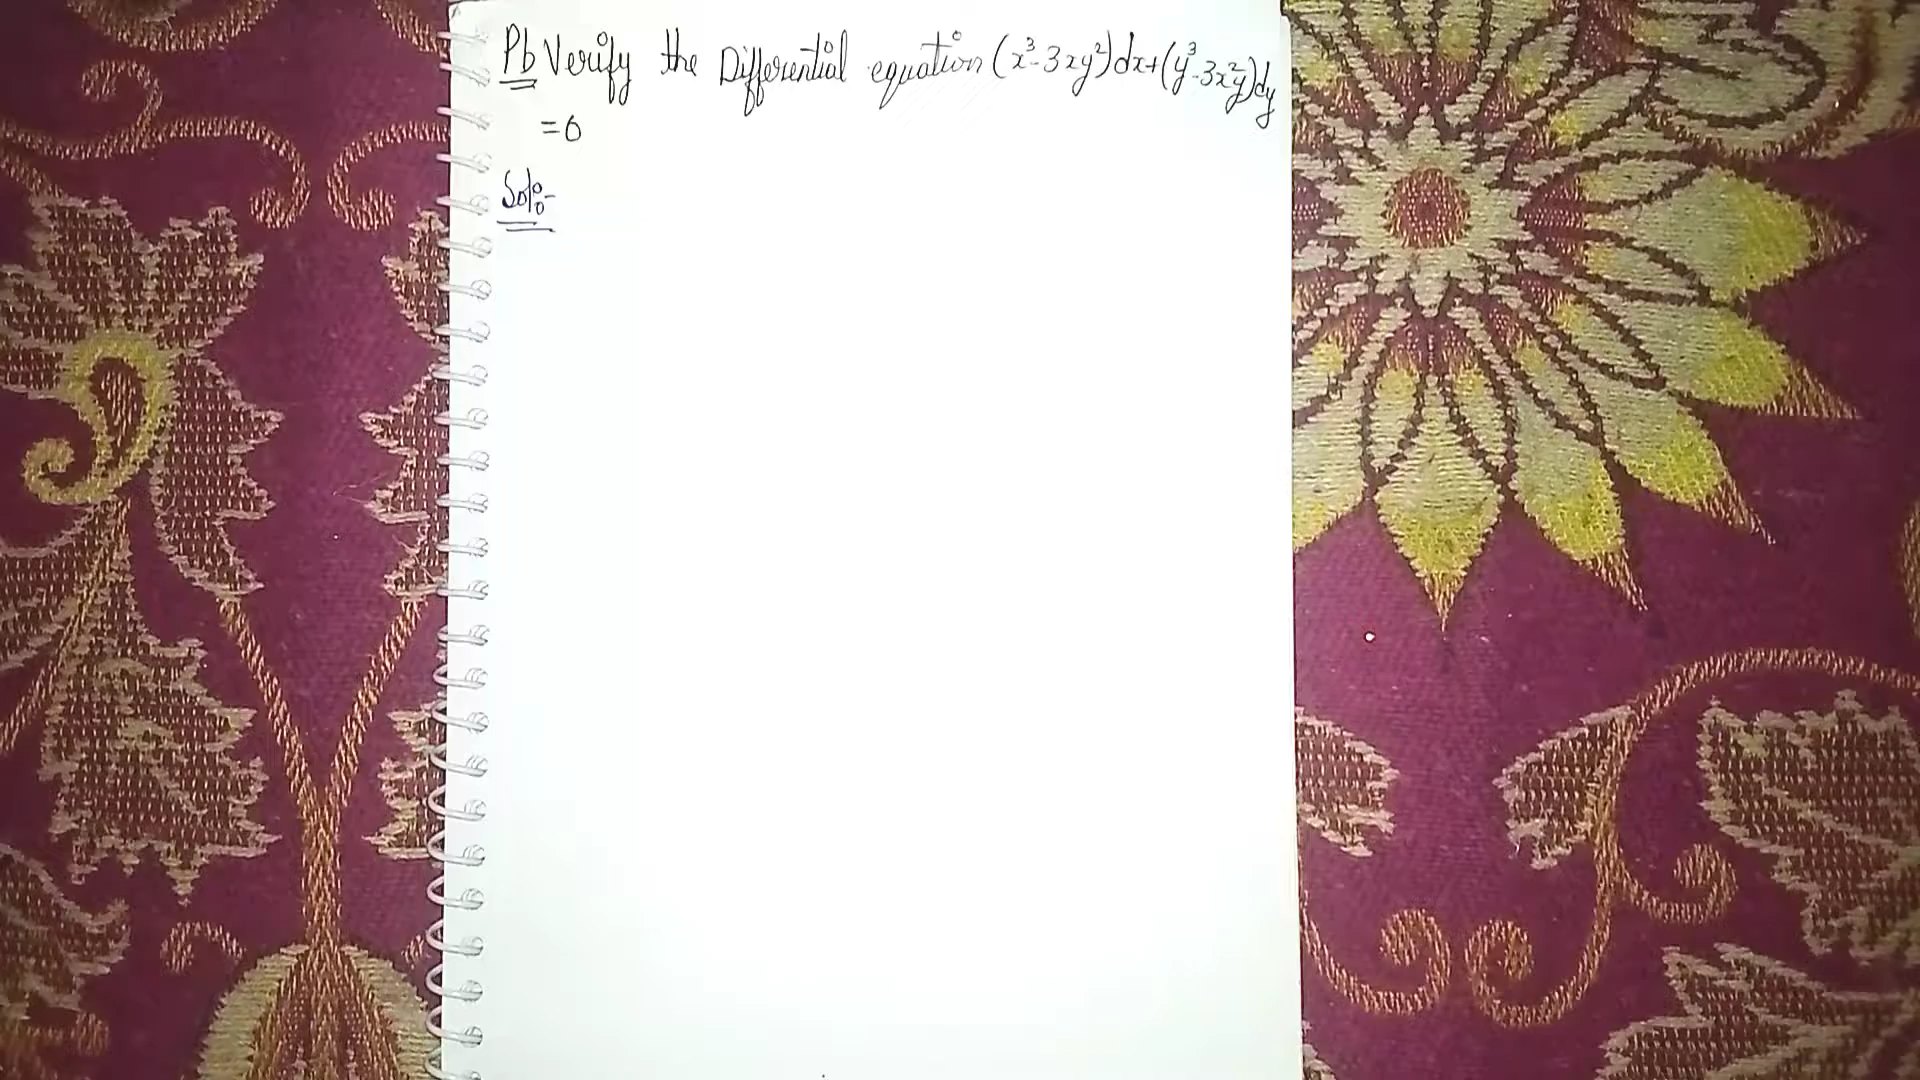 Pb Verify the Differential equation (x³-3xy²)dx+(y³-3x²y)dy
=0
Sol:-